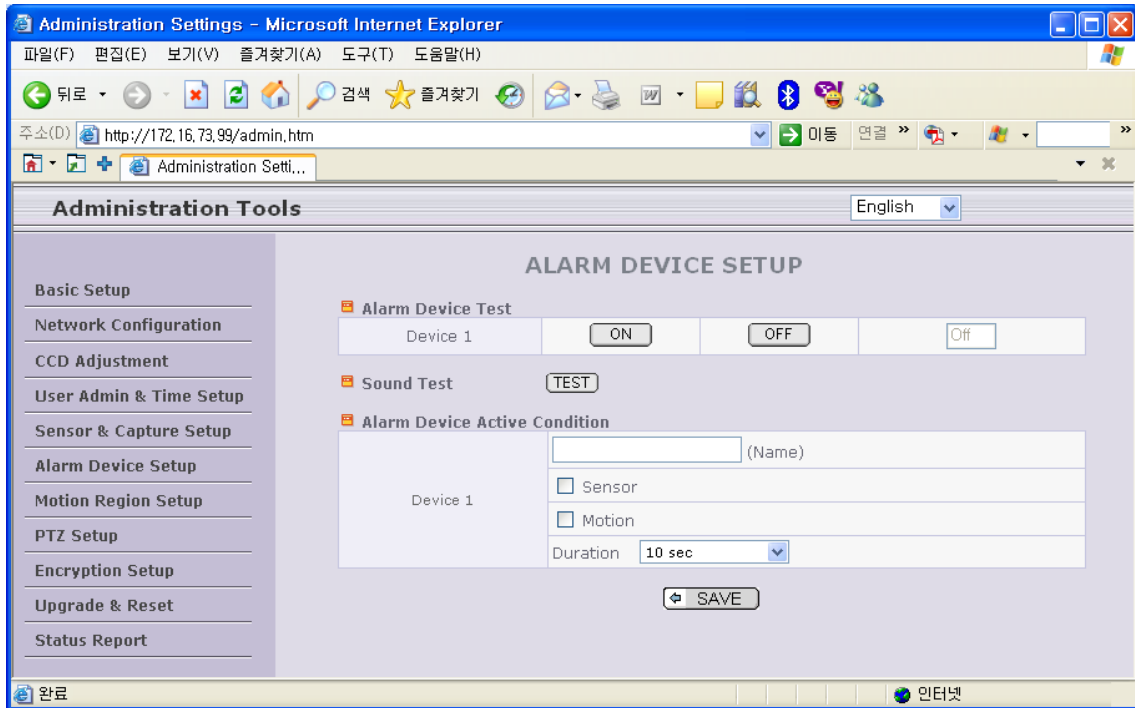 Administration Settings - Microsoft Internet Explorer
파일(F) 편집(E) 보기(V) 즐겨찾기(A) 도구(T) 도움말(H)
뒤로 검색 즐겨찾기 W
주소(D) http://172.16.73.99/admin.htm 이동 연결 »
Administration Setti...
Administration Tools English
ALARM DEVICE SETUP
Basic Setup
Network Configuration
CCD Adjustment
User Admin & Time Setup
Sensor & Capture Setup
Alarm Device Setup
Motion Region Setup
PTZ Setup
Encryption Setup
Upgrade & Reset
Status Report
Alarm Device Test
Device 1 ON OFF Off
Sound Test TEST
Alarm Device Active Condition
Device 1
(Name)
Sensor
Motion
Duration 10 sec
SAVE
완료 인터넷